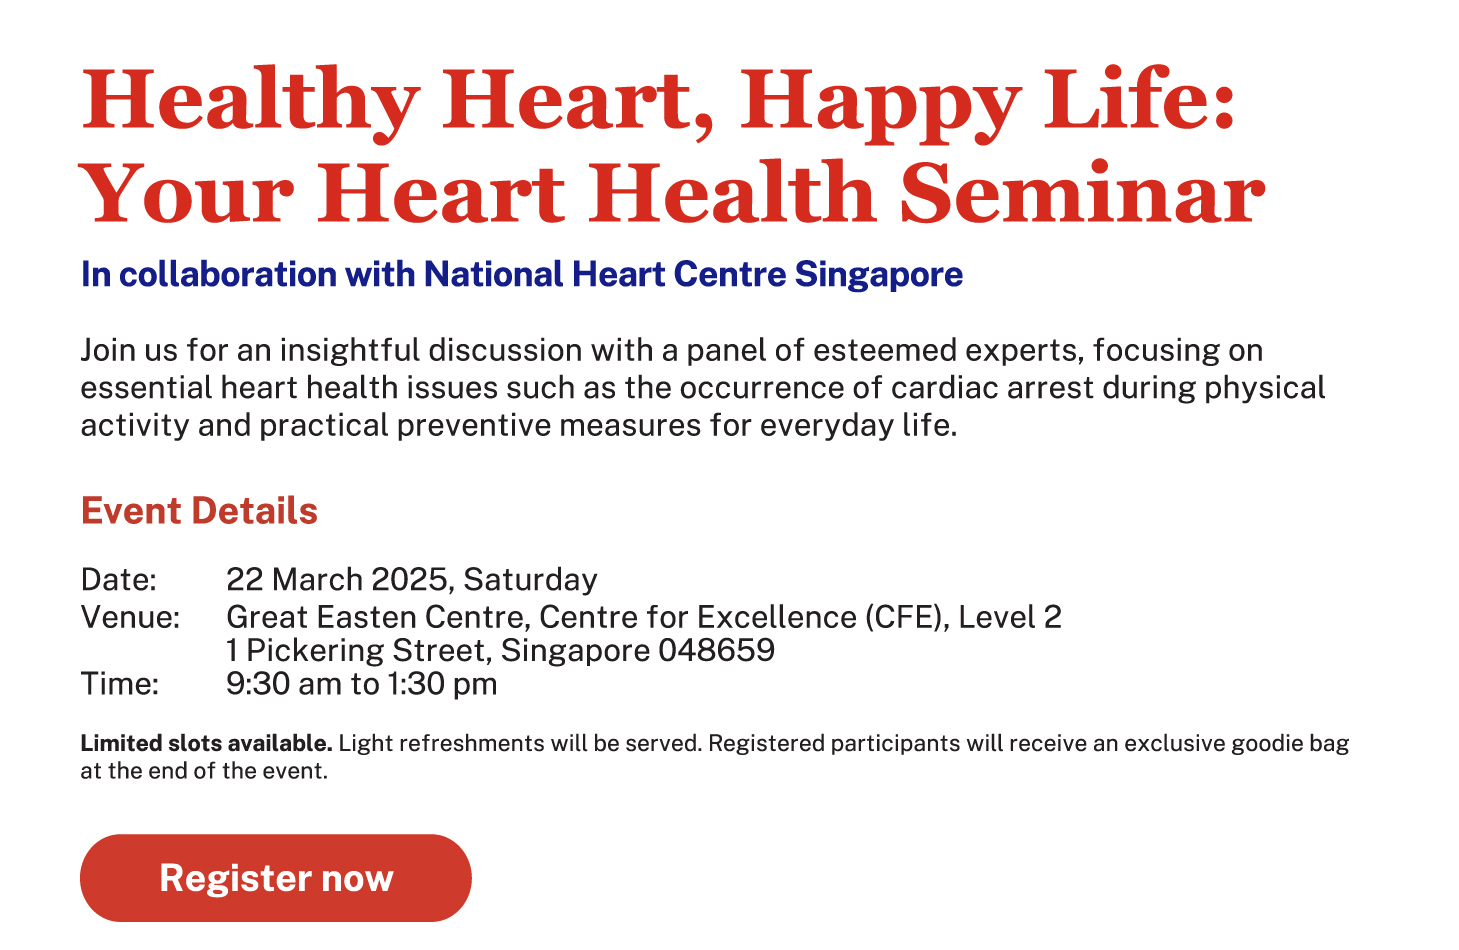 Healthy Heart, Happy Life:
Your Heart Health Seminar
In collaboration with National Heart Centre Singapore
Join us for an insightful discussion with a panel of esteemed experts, focusing on
essential heart health issues such as the occurrence of cardiac arrest during physical
activity and practical preventive measures for everyday life.
Event Details
Date: 22 March 2025, Saturday
Venue: Great Easten Centre, Centre for Excellence (CFE), Level 2
1 Pickering Street, Singapore 048659
Time: 9:30 am to 1:30 pm
Limited slots available. Light refreshments will be served. Registered participants will receive an exclusive goodie bag
at the end of the event.
Register now